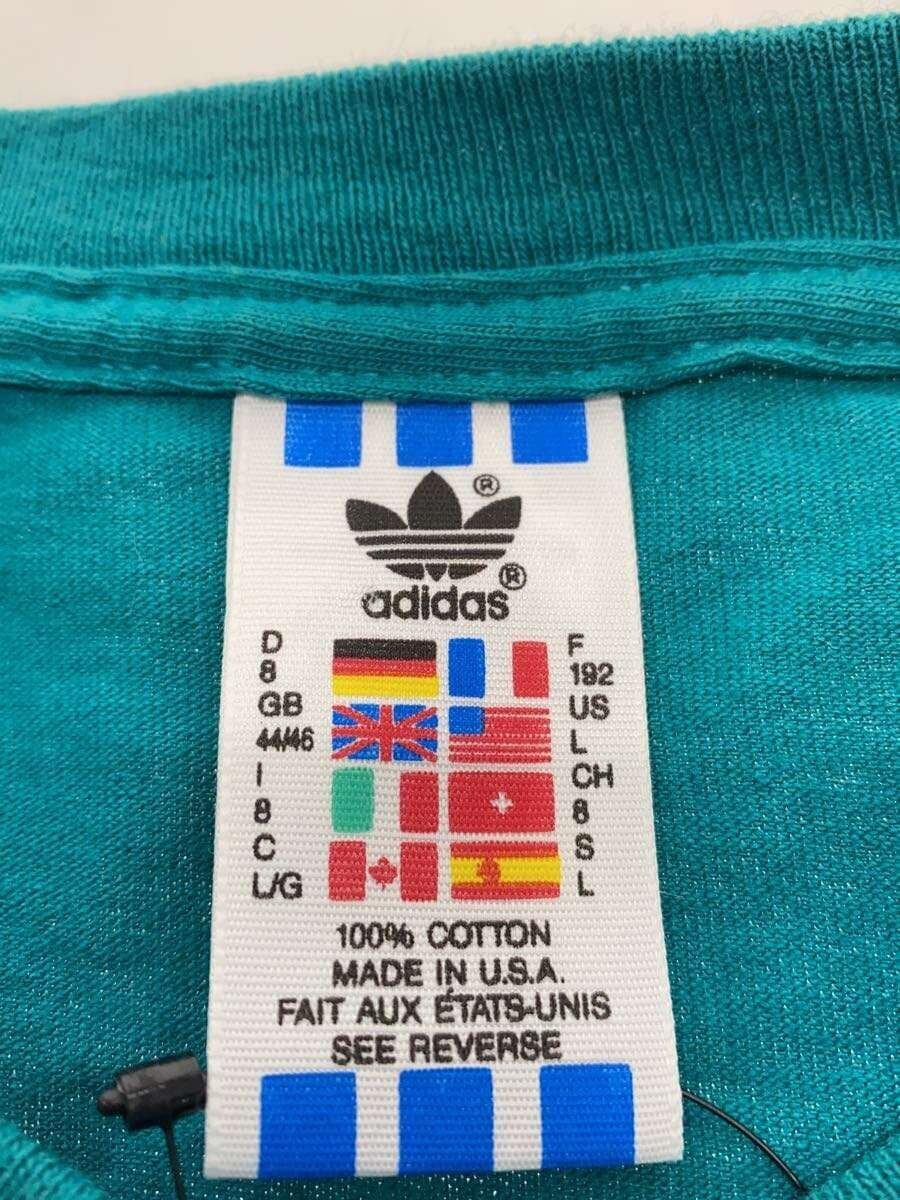 ®
adidas®
D F
8 192
GB US
44/46 L
I CH
8 8
C S
L/G L
100% COTTON
MADE IN U.S.A.
FAIT AUX ÉTATS-UNIS
SEE REVERSE